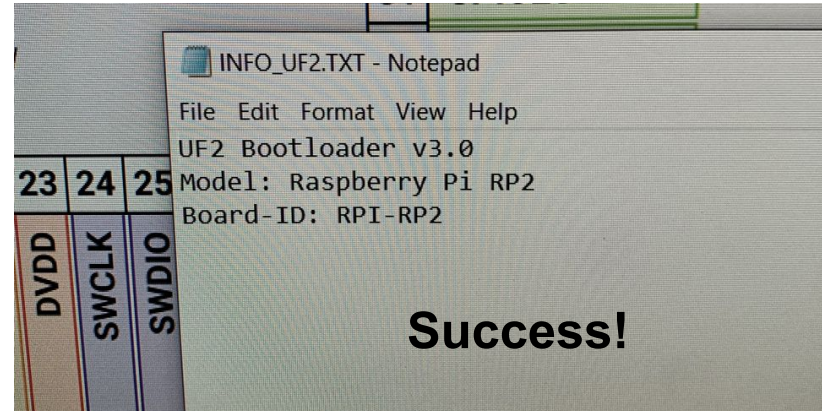 INFO_UF2.TXT - Notepad
File Edit Format View Help
UF2 Bootloader v3.0
Model: Raspberry Pi RP2
Board-ID: RPI-RP2
23 24 25
DVDD
SWCLK
SWDIO
Success!